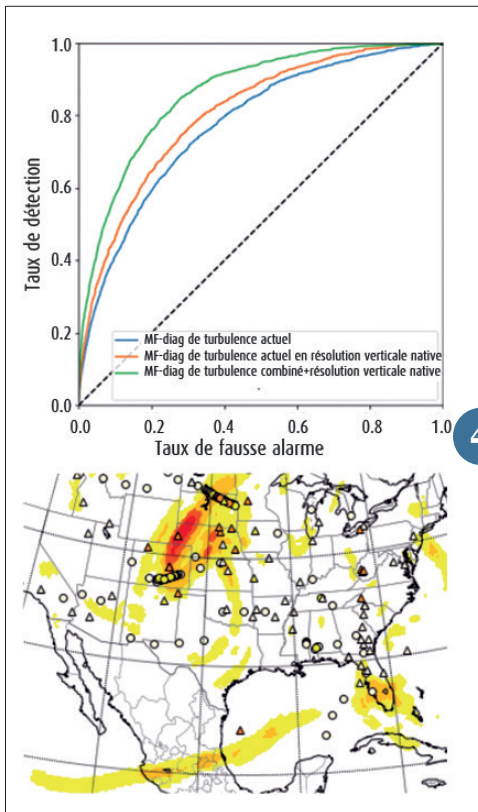 1.0
0.8
0.6
0.4
0.2
0.0
Taux de détection
MF-diag de turbulence actuel
MF-diag de turbulence actuel en résolution verticale native
MF-diag de turbulence combiné+résolution verticale native
0.0 0.2 0.4 0.6 0.8 1.0
Taux de fausse alarme
4